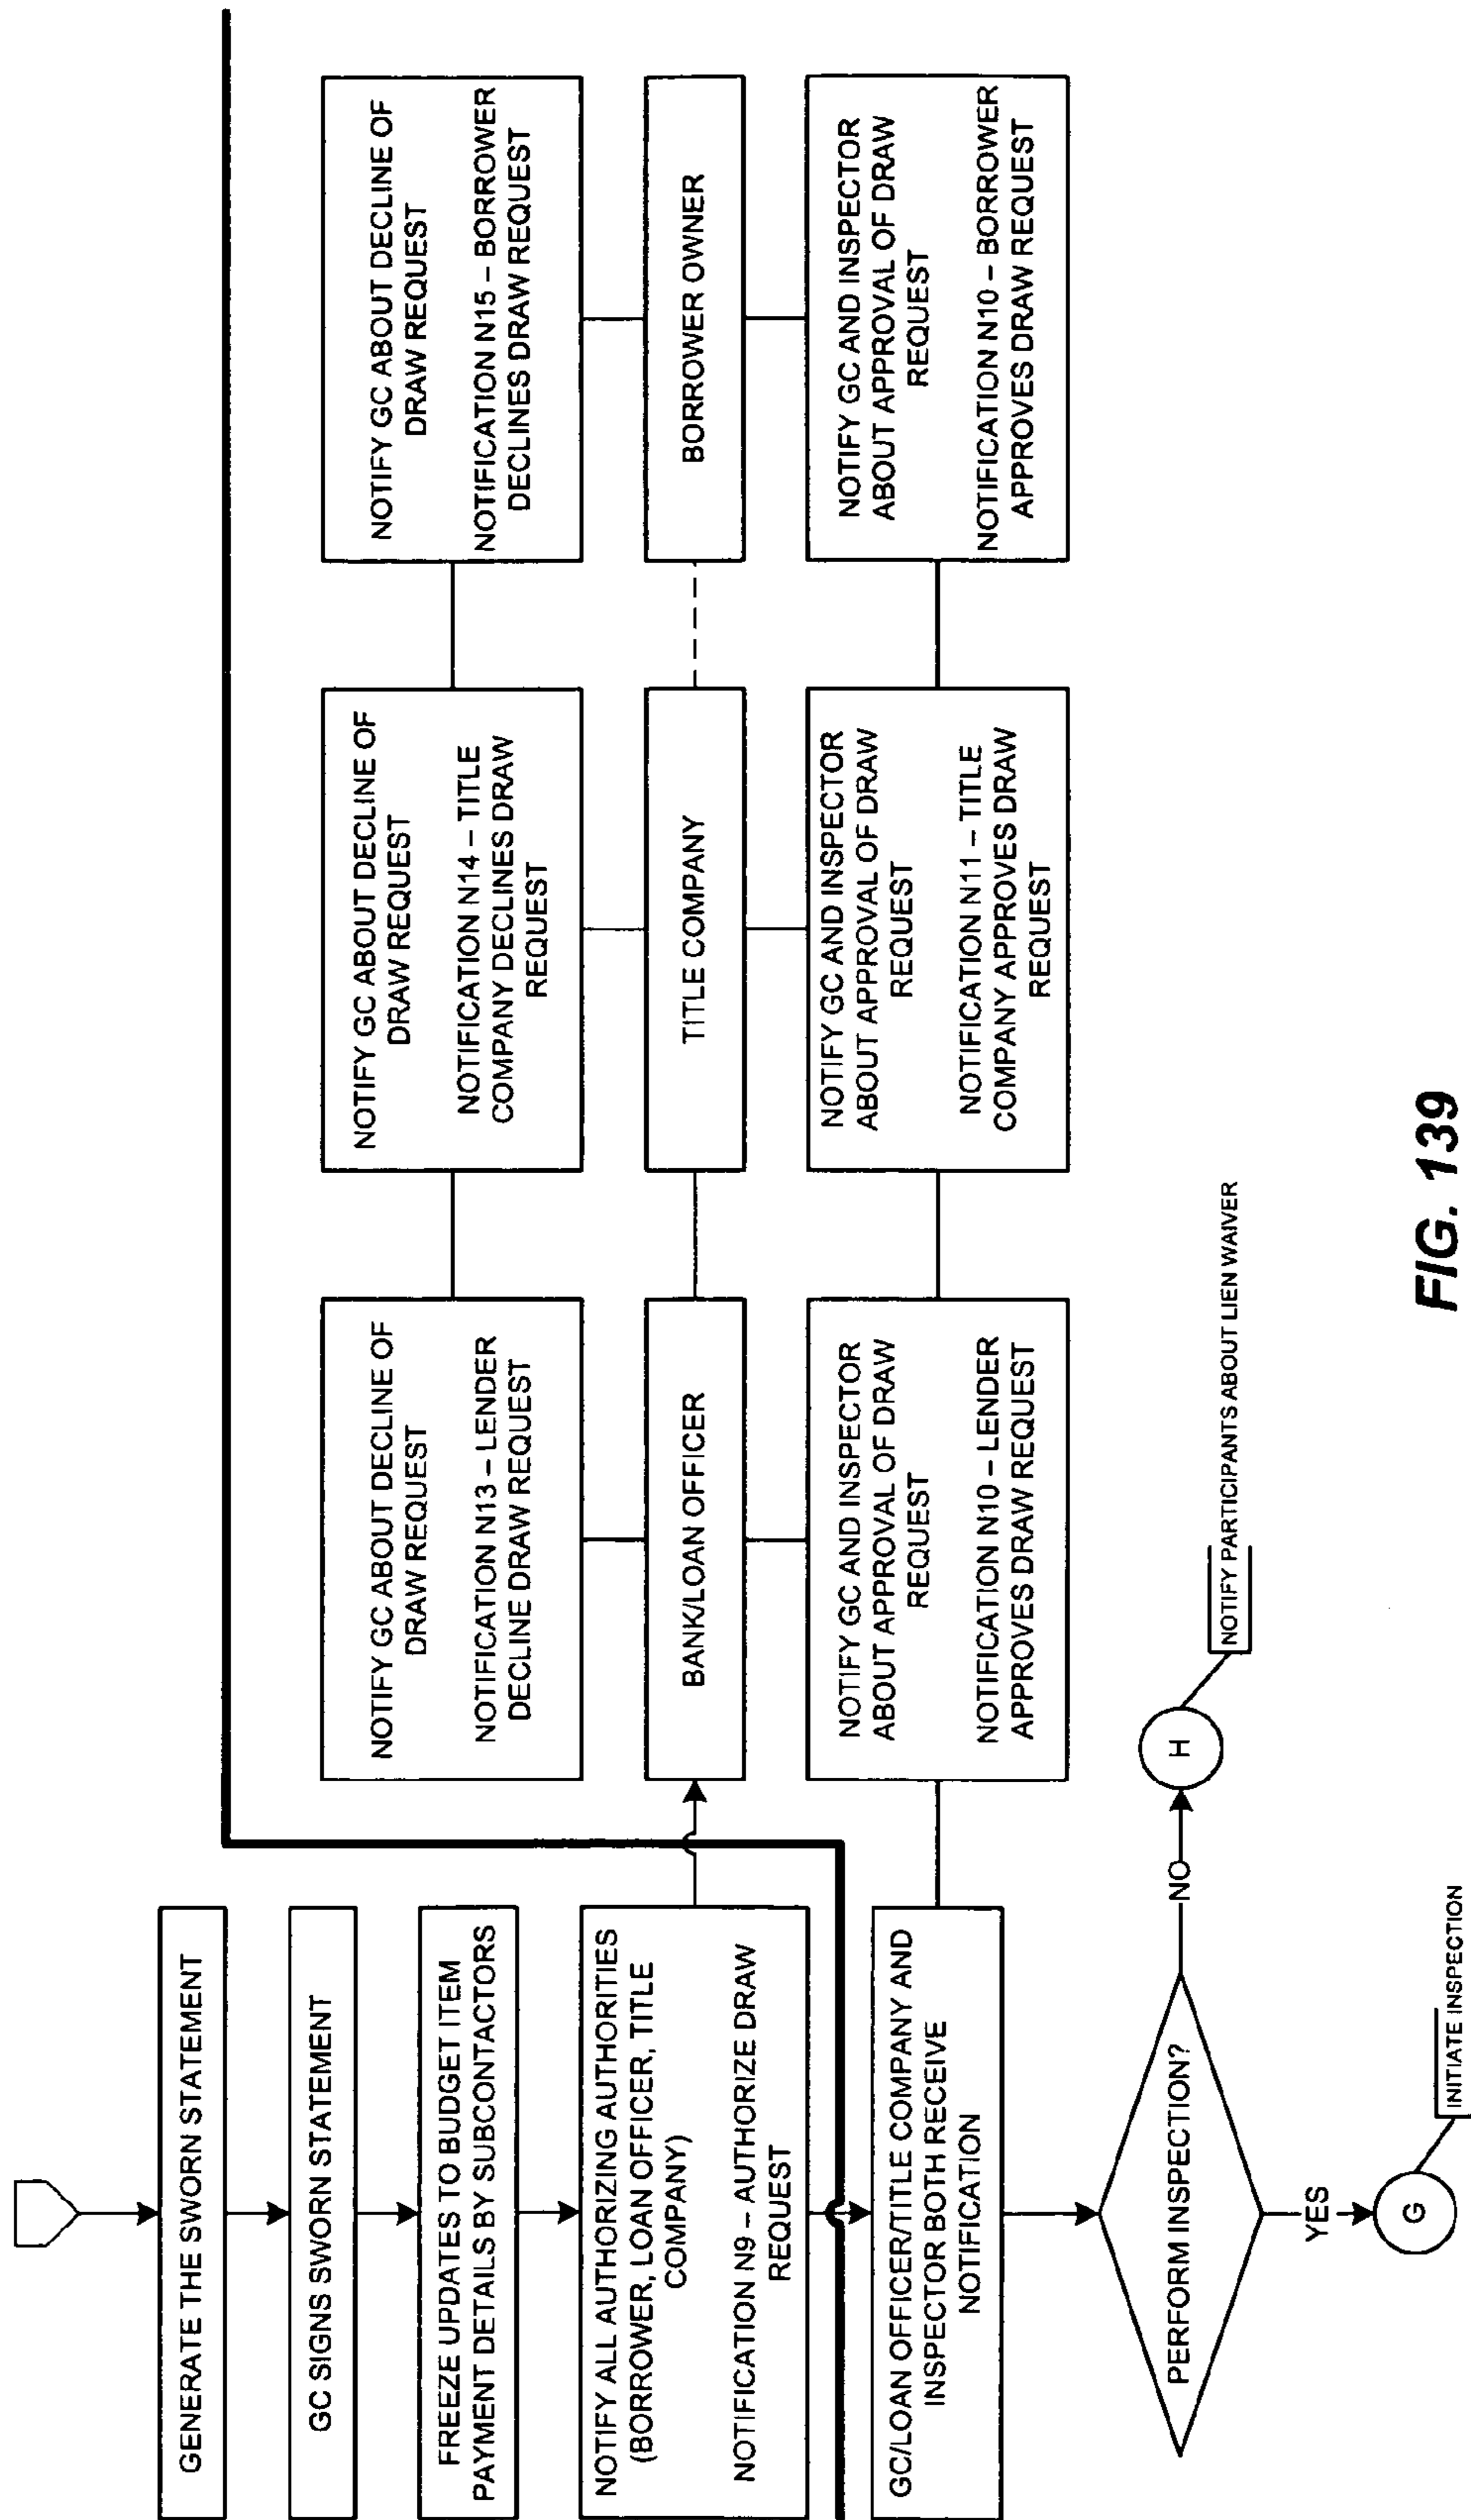 GENERATE THE SWORN STATEMENT
GC SIGNS SWORN STATEMENT
FREEZE UPDATES TO BUDGET ITEM
PAYMENT DETAILS BY SUBCONTACTORS
NOTIFY ALL AUTHORIZING AUTHORITIES
(BORROWER, LOAN OFFICER, TITLE
COMPANY)
NOTIFICATION N9 – AUTHORIZE DRAW
REQUEST
NOTIFY GC ABOUT DECLINE OF
DRAW REQUEST
NOTIFICATION N13 – LENDER
DECLINE DRAW REQUEST
NOTIFY GC ABOUT DECLINE OF
DRAW REQUEST
NOTIFICATION N14 – TITLE
COMPANY DECLINES DRAW
REQUEST
NOTIFY GC ABOUT DECLINE OF
DRAW REQUEST
NOTIFICATION N15 – BORROWER
DECLINES DRAW REQUEST
BANK/LOAN OFFICER
TITLE COMPANY
BORROWER OWNER
NOTIFY GC AND INSPECTOR
ABOUT APPROVAL OF DRAW
REQUEST
NOTIFICATION N10 – LENDER
APPROVES DRAW REQUEST
NOTIFY GC AND INSPECTOR
ABOUT APPROVAL OF DRAW
REQUEST
NOTIFICATION N11 – TITLE
COMPANY APPROVES DRAW
REQUEST
NOTIFY GC AND INSPECTOR
ABOUT APPROVAL OF DRAW
REQUEST
NOTIFICATION N10 – BORROWER
APPROVES DRAW REQUEST
GC/LOAN OFFICER/TITLE COMPANY AND
INSPECTOR BOTH RECEIVE
NOTIFICATION
PERFORM INSPECTION?
NO
H
NOTIFY PARTICIPANTS ABOUT LIEN WAIVER
YES
G
INITIATE INSPECTION
FIG. 139